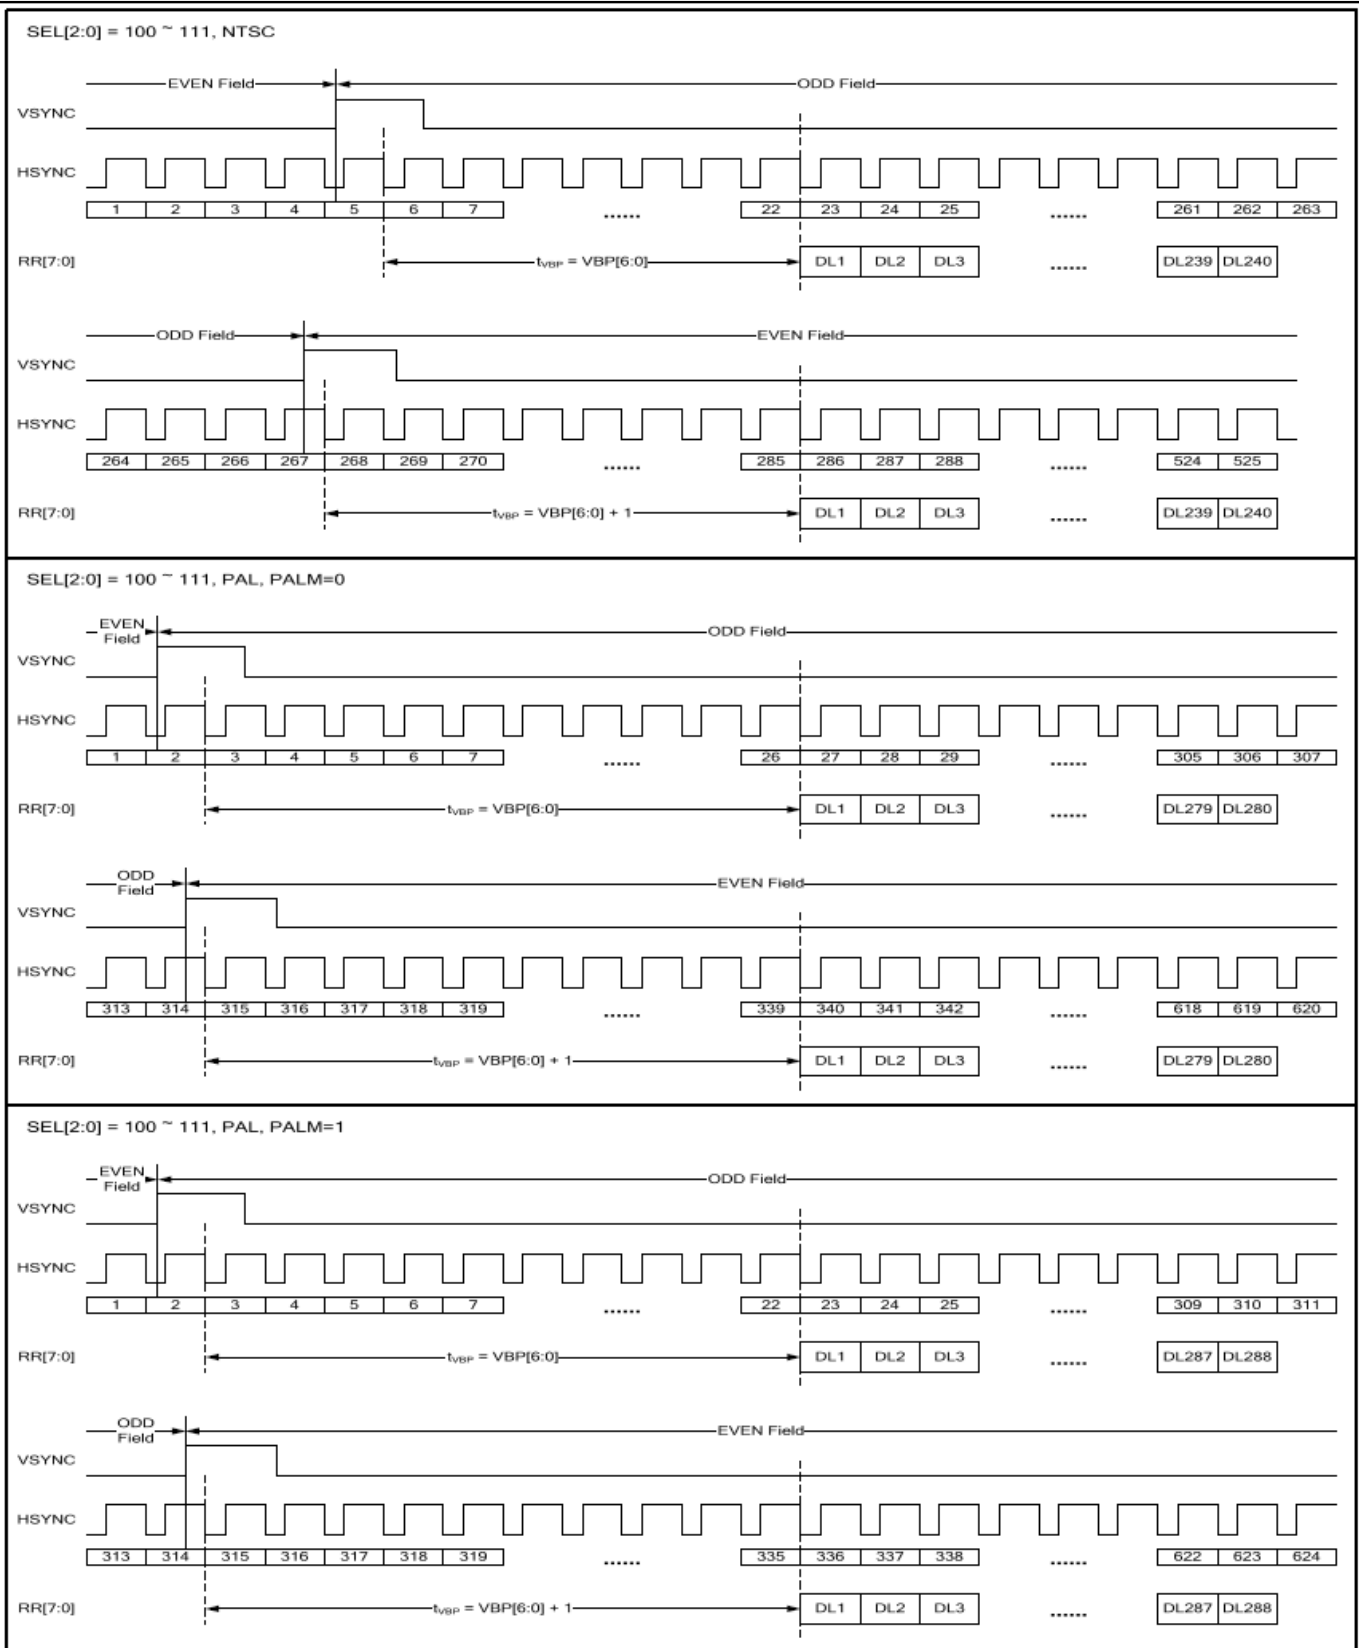 SEL[2:0] = 100 ~ 111, NTSC
EVEN Field ODD Field
VSYNC
HSYNC
1 2 3 4 5 6 7 ...... 22 23 24 25 ...... 261 262 263
RR[7:0] tVBP = VBP[6:0] DL1 DL2 DL3 ...... DL239 DL240
ODD Field EVEN Field
VSYNC
HSYNC
264 265 266 267 268 269 270 ...... 285 286 287 288 ...... 524 525
RR[7:0] tVBP = VBP[6:0] + 1 DL1 DL2 DL3 ...... DL239 DL240
SEL[2:0] = 100 ~ 111, PAL, PALM=0
EVEN Field ODD Field
VSYNC
HSYNC
1 2 3 4 5 6 7 ...... 26 27 28 29 ...... 305 306 307
RR[7:0] tVBP = VBP[6:0] DL1 DL2 DL3 ...... DL279 DL280
ODD Field EVEN Field
VSYNC
HSYNC
313 314 315 316 317 318 319 ...... 339 340 341 342 ...... 618 619 620
RR[7:0] tVBP = VBP[6:0] + 1 DL1 DL2 DL3 ...... DL279 DL280
SEL[2:0] = 100 ~ 111, PAL, PALM=1
EVEN Field ODD Field
VSYNC
HSYNC
1 2 3 4 5 6 7 ...... 22 23 24 25 ...... 309 310 311
RR[7:0] tVBP = VBP[6:0] DL1 DL2 DL3 ...... DL287 DL288
ODD Field EVEN Field
VSYNC
HSYNC
313 314 315 316 317 318 319 ...... 335 336 337 338 ...... 622 623 624
RR[7:0] tVBP = VBP[6:0] + 1 DL1 DL2 DL3 ...... DL287 DL288